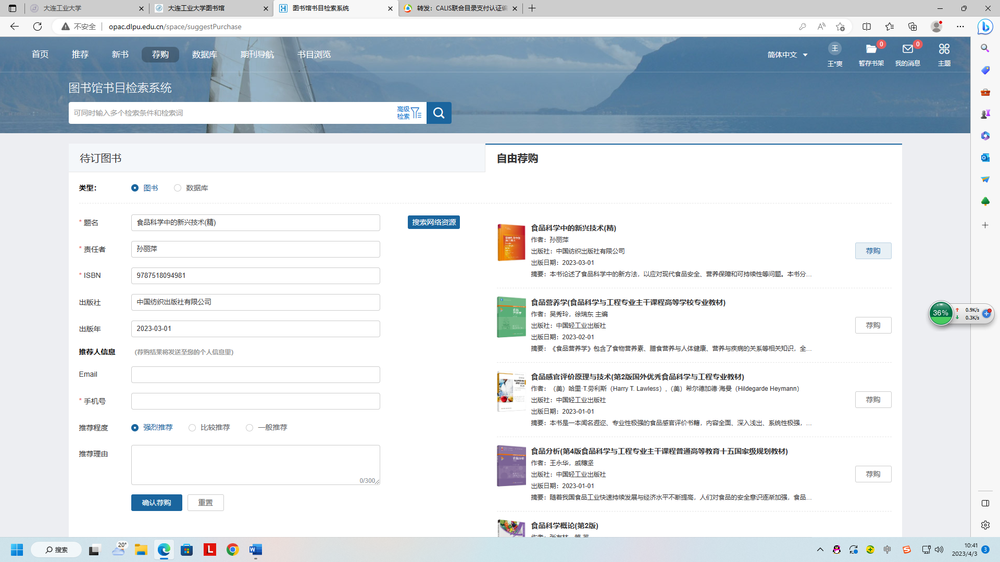 大连工业大学
大连工业大学图书馆
图书馆书目检索系统
转发：CALIS联合目录支付认证编
不安全
opac.dlpu.edu.cn/space/suggestPurchase
首页
推荐
新书
荐购
数据库
期刊导航
书目浏览
简体中文
王
王*爽
0
暂存书架
0
我的消息
主题
图书馆书目检索系统
可同时输入多个检索条件和检索词
高级
检索
待订图书
自由荐购
类型：
图书
数据库
* 题名
食品科学中的新兴技术(精)
搜索网络资源
* 责任者
孙丽萍
* ISBN
9787518094981
出版社
中国纺织出版社有限公司
出版年
2023-03-01
推荐人信息
(荐购结果将发送至您的个人信息里)
Email
* 手机号
推荐程度
强烈推荐
比较推荐
一般推荐
推荐理由
0/300
确认荐购
重置
食品科学中的新兴技术(精)
作者：孙丽萍
出版社：中国纺织出版社有限公司
出版日期：2023-03-01
摘要：本书论述了食品科学中的新方法，以应对现代食品安全、营养保障和可持续性等问题。本书分...
荐购
食品营养学(食品科学与工程专业主干课程高等学校专业教材)
作者：吴秀玲，徐瑞东 主编
出版社：中国轻工业出版社
出版日期：2023-02-01
摘要：《食品营养学》包含了食物营养素、膳食营养与人体健康、营养与疾病的关系等相关知识，全...
荐购
食品感官评价原理与技术(第2版国外优秀食品科学与工程专业教材)
作者：（美）哈里·T.劳利斯（Harry T. Lawless）,（美）希尔德加德·海曼（Hildegarde Heymann）
出版社：中国轻工业出版社
出版日期：2023-01-01
摘要：本书是一本闻名遐迩、专业性极强的食品感官评价书籍，内容全面、深入浅出、系统性极强，...
荐购
食品分析(第4版食品科学与工程专业主干课程普通高等教育十五国家级规划教材)
作者：王永华，戚穗坚
出版社：中国轻工业出版社
出版日期：2023-01-01
摘要：随着我国食品工业快速持续发展与经济水平不断提高，人们对食品的安全意识逐渐加强，食品...
荐购
食品科学概论(第2版)
36%
0.9K/s
0.3K/s
20°
搜索
中
10:41
2023/4/3
3